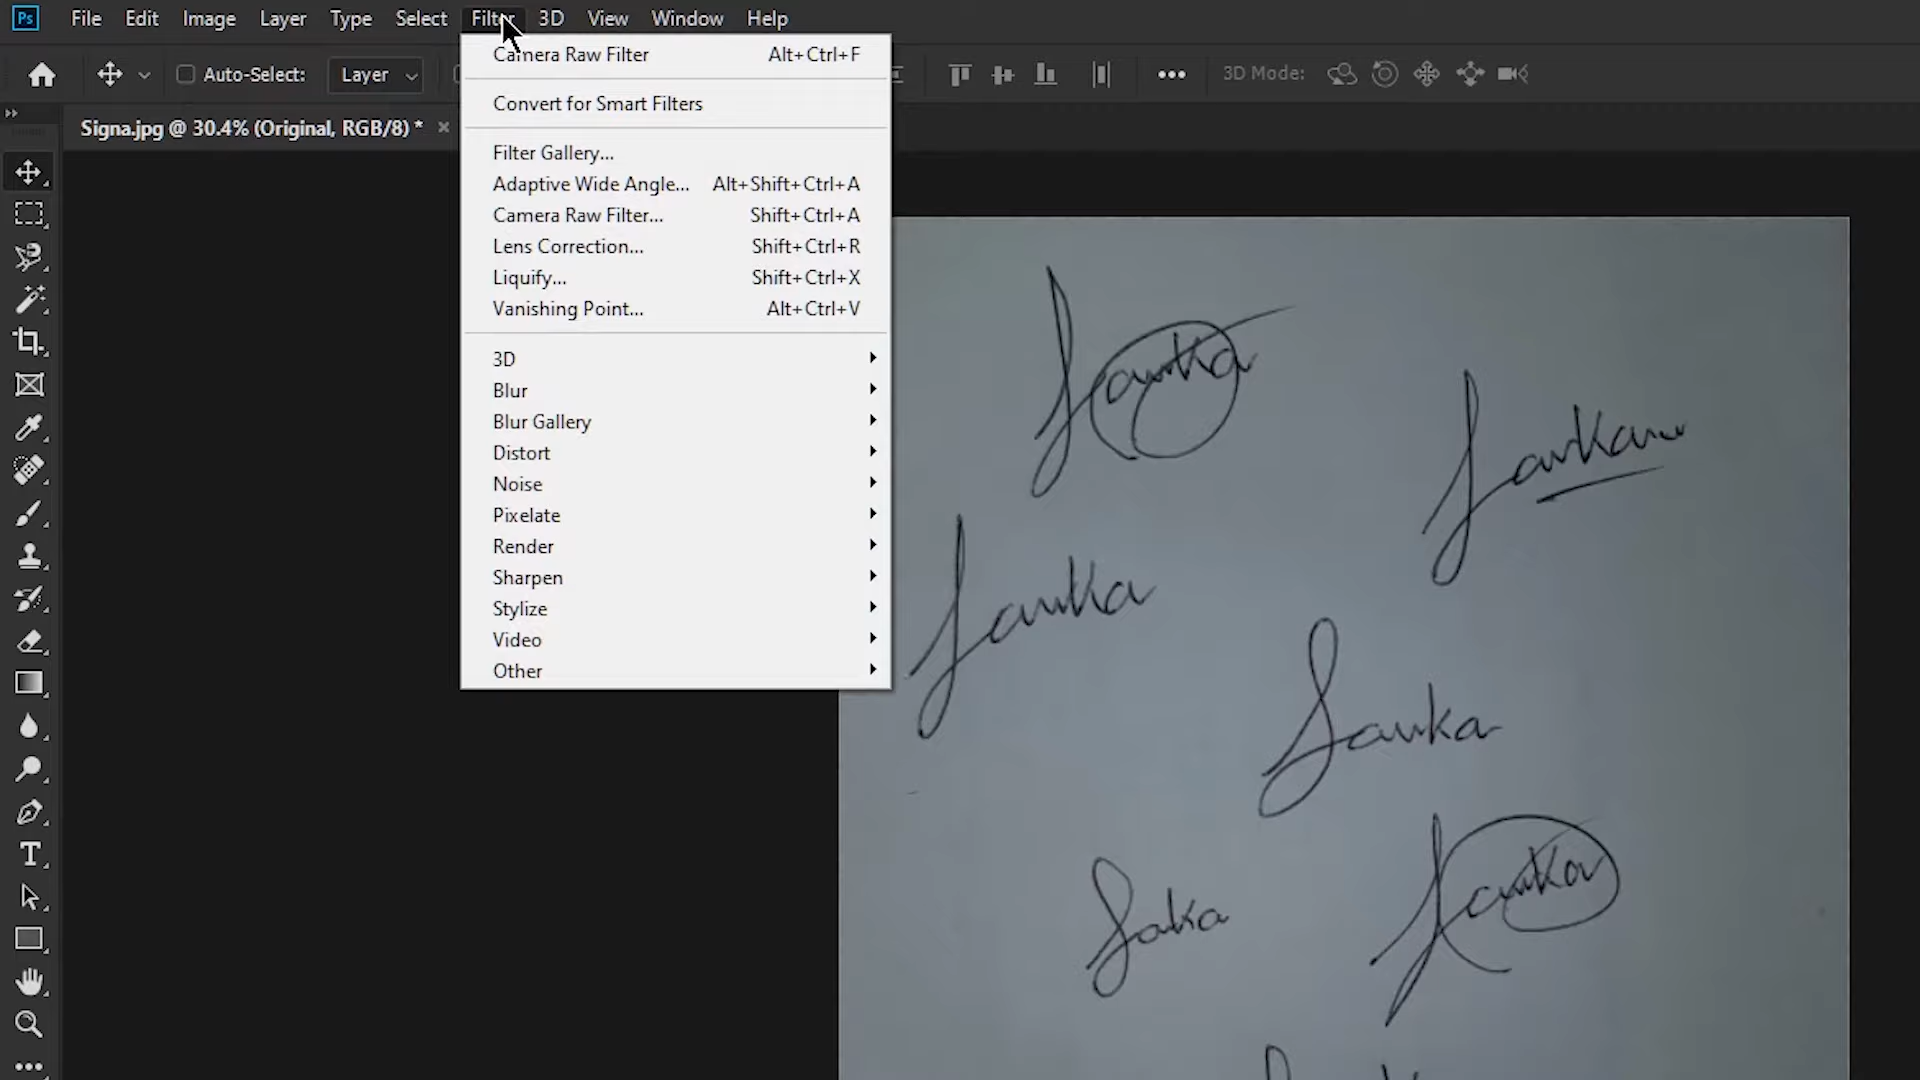 Ps File Edit Image Layer Type Select Filter 3D View Window Help
Auto-Select: Layer 3D Mode:
Signa.jpg @ 30.4% (Original, RGB/8) *
Camera Raw Filter Alt+Ctrl+F
Convert for Smart Filters
Filter Gallery...
Adaptive Wide Angle... Alt+Shift+Ctrl+A
Camera Raw Filter... Shift+Ctrl+A
Lens Correction... Shift+Ctrl+R
Liquify... Shift+Ctrl+X
Vanishing Point... Alt+Ctrl+V
3D
Blur
Blur Gallery
Distort
Noise
Pixelate
Render
Sharpen
Stylize
Video
Other